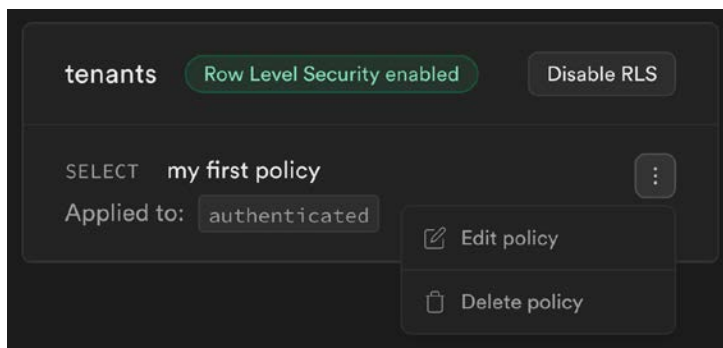 tenants Row Level Security enabled Disable RLS
SELECT my first policy
Applied to: authenticated
Edit policy
Delete policy